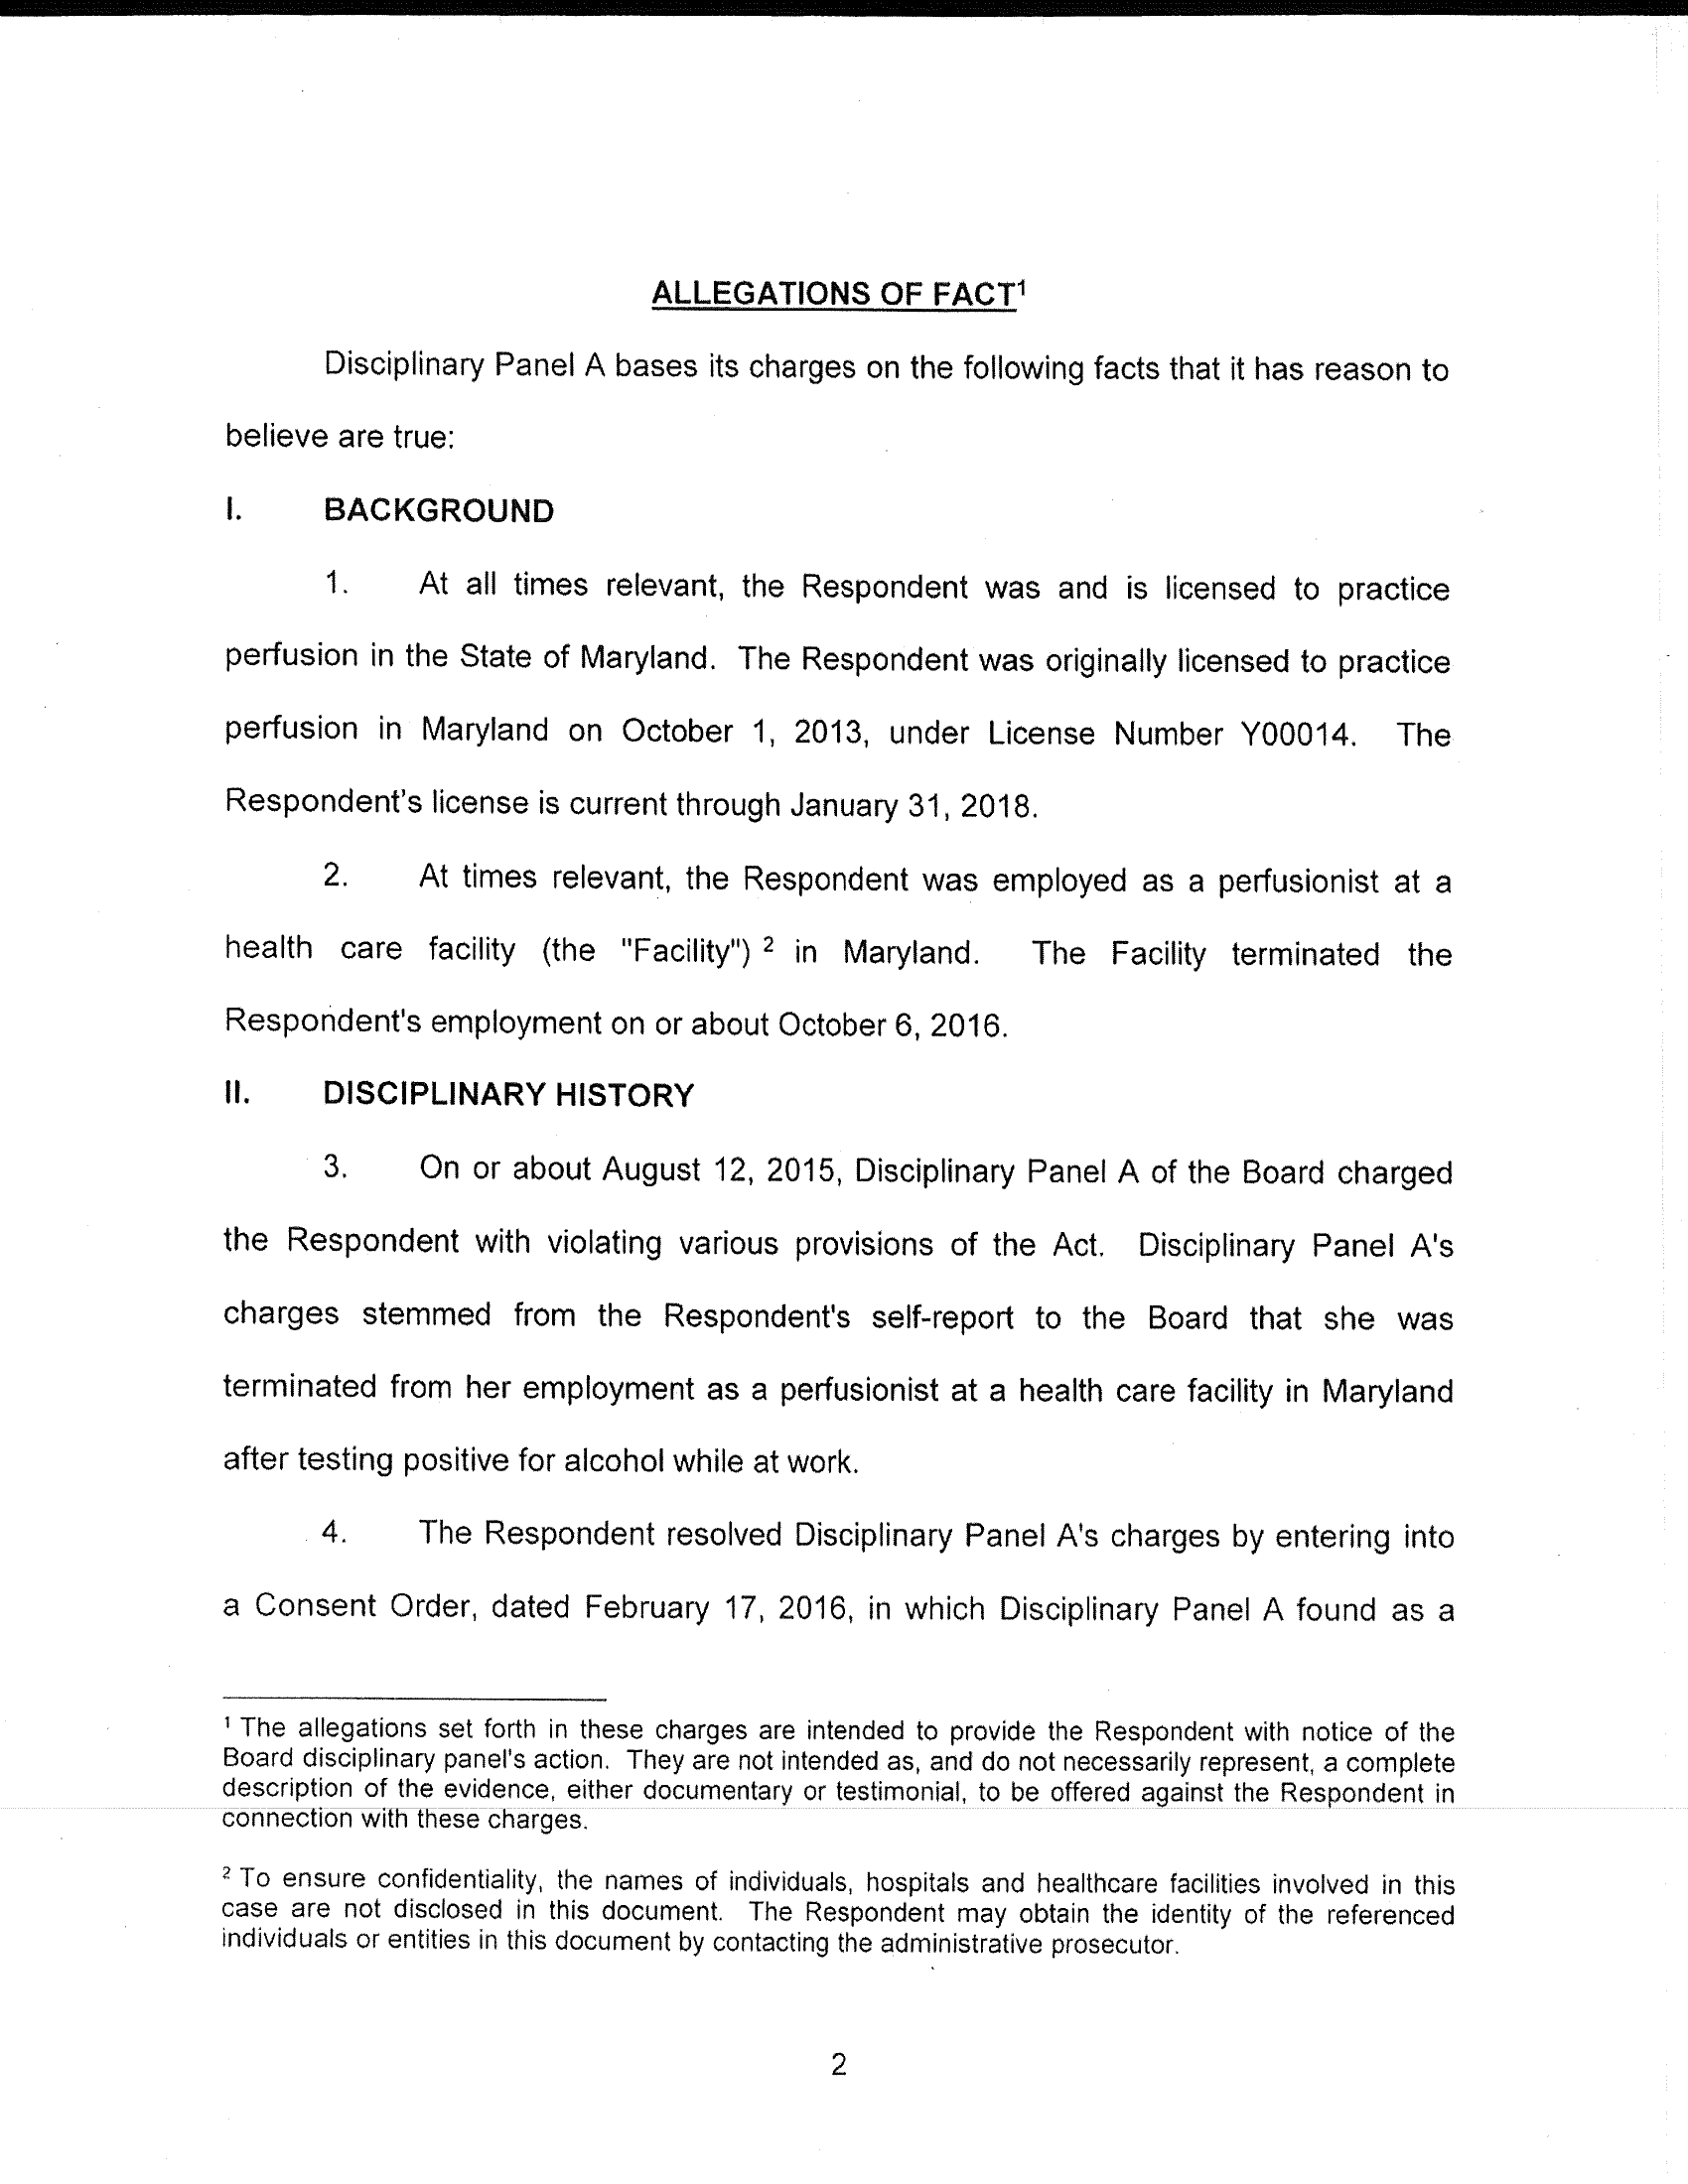 ALLEGATIONS OF FACT¹
Disciplinary Panel A bases its charges on the following facts that it has reason to
believe are true:
I. BACKGROUND
1. At all times relevant, the Respondent was and is licensed to practice
perfusion in the State of Maryland. The Respondent was originally licensed to practice
perfusion in Maryland on October 1, 2013, under License Number Y00014. The
Respondent's license is current through January 31, 2018.
2. At times relevant, the Respondent was employed as a perfusionist at a
health care facility (the "Facility") ² in Maryland. The Facility terminated the
Respondent's employment on or about October 6, 2016.
II. DISCIPLINARY HISTORY
3. On or about August 12, 2015, Disciplinary Panel A of the Board charged
the Respondent with violating various provisions of the Act. Disciplinary Panel A's
charges stemmed from the Respondent's self-report to the Board that she was
terminated from her employment as a perfusionist at a health care facility in Maryland
after testing positive for alcohol while at work.
4. The Respondent resolved Disciplinary Panel A's charges by entering into
a Consent Order, dated February 17, 2016, in which Disciplinary Panel A found as a
¹ The allegations set forth in these charges are intended to provide the Respondent with notice of the
Board disciplinary panel's action. They are not intended as, and do not necessarily represent, a complete
description of the evidence, either documentary or testimonial, to be offered against the Respondent in
connection with these charges.
² To ensure confidentiality, the names of individuals, hospitals and healthcare facilities involved in this
case are not disclosed in this document. The Respondent may obtain the identity of the referenced
individuals or entities in this document by contacting the administrative prosecutor.
2